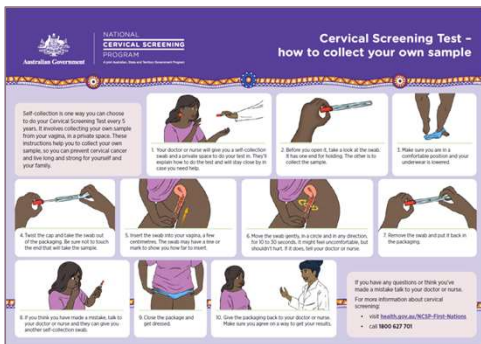 Australian Government
NATIONAL
CERVICAL SCREENING
PROGRAM
A joint Australian, State and Territory Government Program
Cervical Screening Test –
how to collect your own sample
Self-collection is one way you can choose
to do your Cervical Screening Test every 5
years. It involves collecting your own sample
from your vagina, in a private space. These
instructions help you to collect your own
sample, so you can prevent cervical cancer
and live long and strong for yourself and
your family.
1. Your doctor or nurse will give you a self-collection
swab and a private space to do your test in. They'll
explain how to do the test and will stay close by in
case you need help.
2. Before you open it, take a look at the swab.
It has one end for holding. The other is to
collect the sample.
3. Make sure you are in a
comfortable position and your
underwear is lowered.
4. Twist the cap and take the swab out
of the packaging. Be sure not to touch
the end that will take the sample.
5. Insert the swab into your vagina, a few
centimetres. The swab may have a line or
mark to show you how far to insert.
6. Move the swab gently, in a circle and in any direction,
for 10 to 30 seconds. It might feel uncomfortable, but
shouldn't hurt. If it does, tell your doctor or nurse.
7. Remove the swab and put it back in
the packaging.
8. If you think you have made a mistake, talk to
your doctor or nurse and they can give you
another self-collection swab.
9. Close the package and
get dressed.
10. Give the packaging back to your doctor or nurse.
Make sure you agree on a way to get your results.
If you have any questions or think you've
made a mistake talk to your doctor or nurse.
For more information about cervical
screening:
• visit health.gov.au/NCSP-First-Nations
• call 1800 627 701